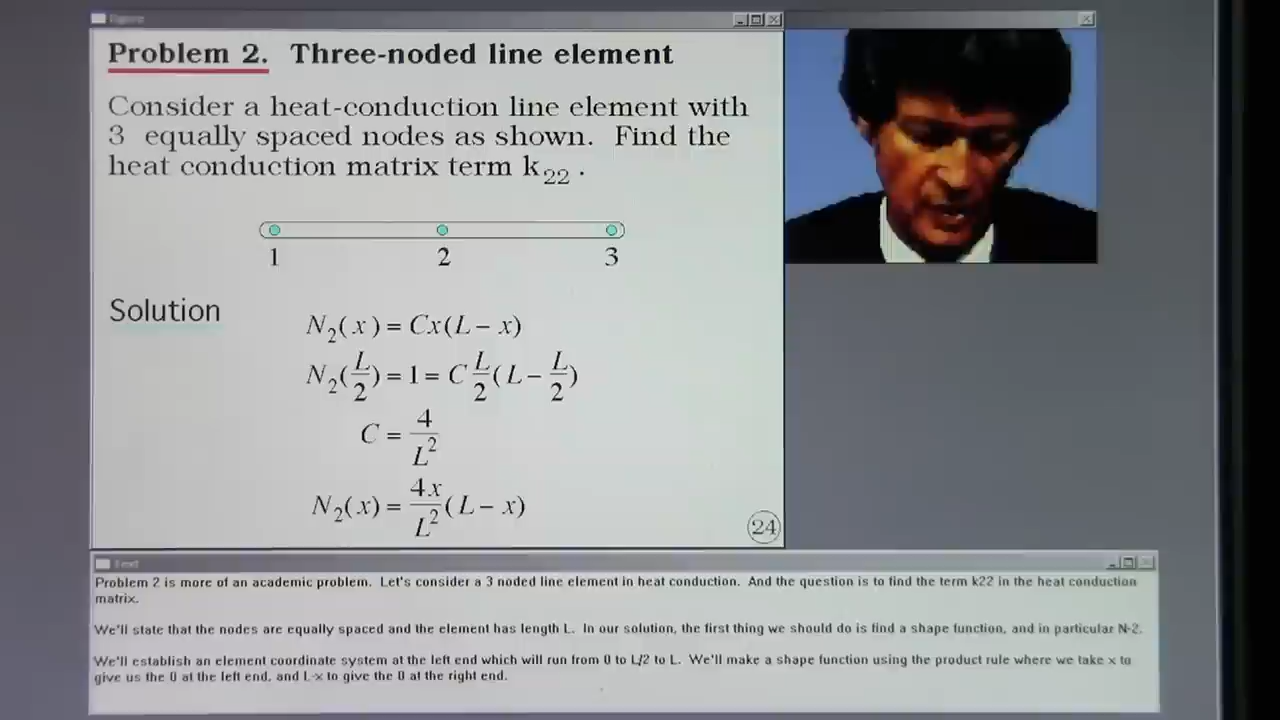 Problem 2. Three-noded line element
Consider a heat-conduction line element with
3 equally spaced nodes as shown. Find the
heat conduction matrix term k₂₂.
1 2 3
Solution
N₂(x) = Cx(L − x)
N₂(L/2) = 1 = C L/2 (L − L/2)
C = 4/L²
N₂(x) = 4x/L² (L − x)
24
Text
Problem 2 is more of an academic problem. Let's consider a 3 noded line element in heat conduction. And the question is to find the term k22 in the heat conduction
matrix.
We'll state that the nodes are equally spaced and the element has length L. In our solution, the first thing we should do is find a shape function, and in particular N-2.
We'll establish an element coordinate system at the left end which will run from 0 to L/2 to L. We'll make a shape function using the product rule where we take x to
give us the 0 at the left end, and L-x to give the 0 at the right end.